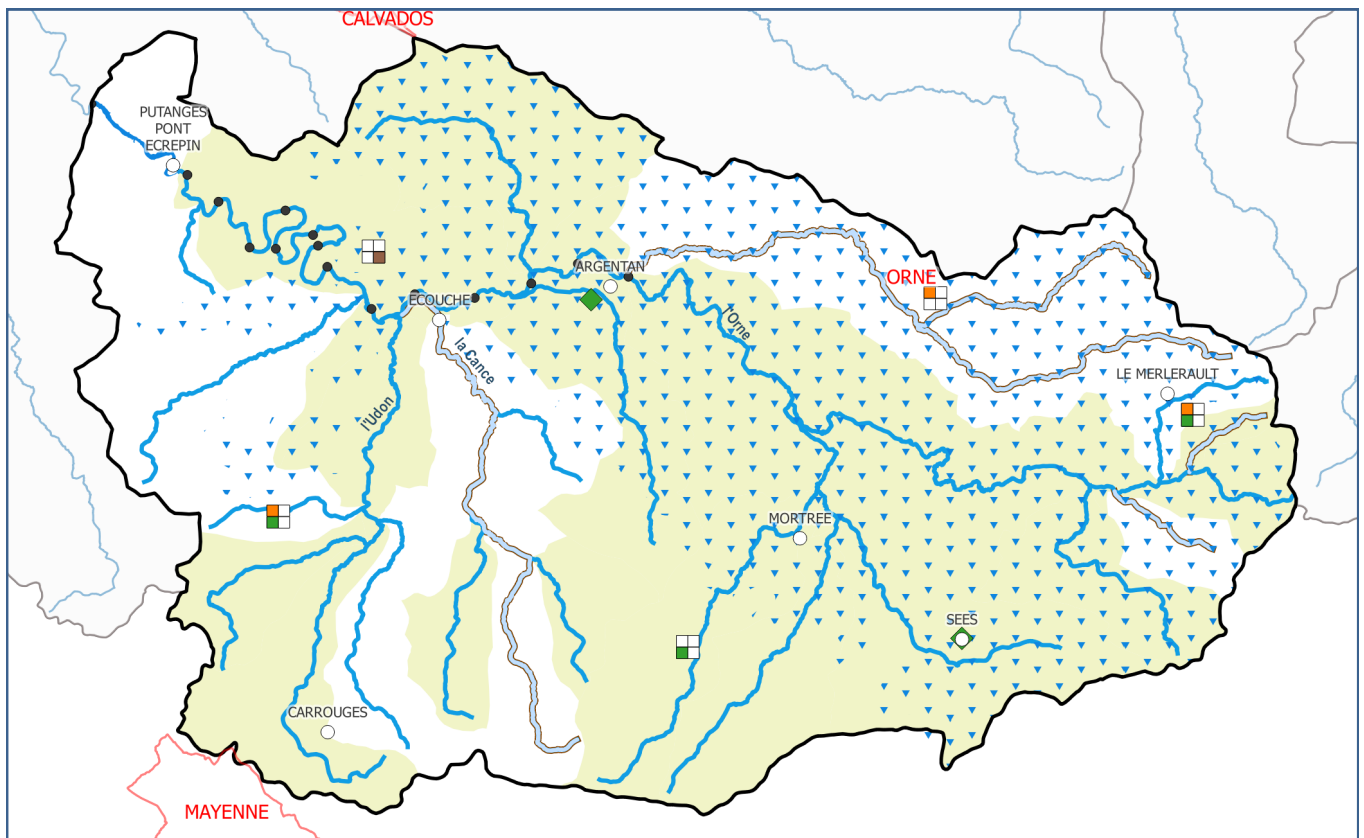 CALVADOS
PUTANGES
PONT
ECREPIN
ARGENTAN
ORNE
ECOUCHE
l'Orne
la Cance
LE MERLERAULT
l'Udon
MORTREE
SEES
CARROUGES
MAYENNE